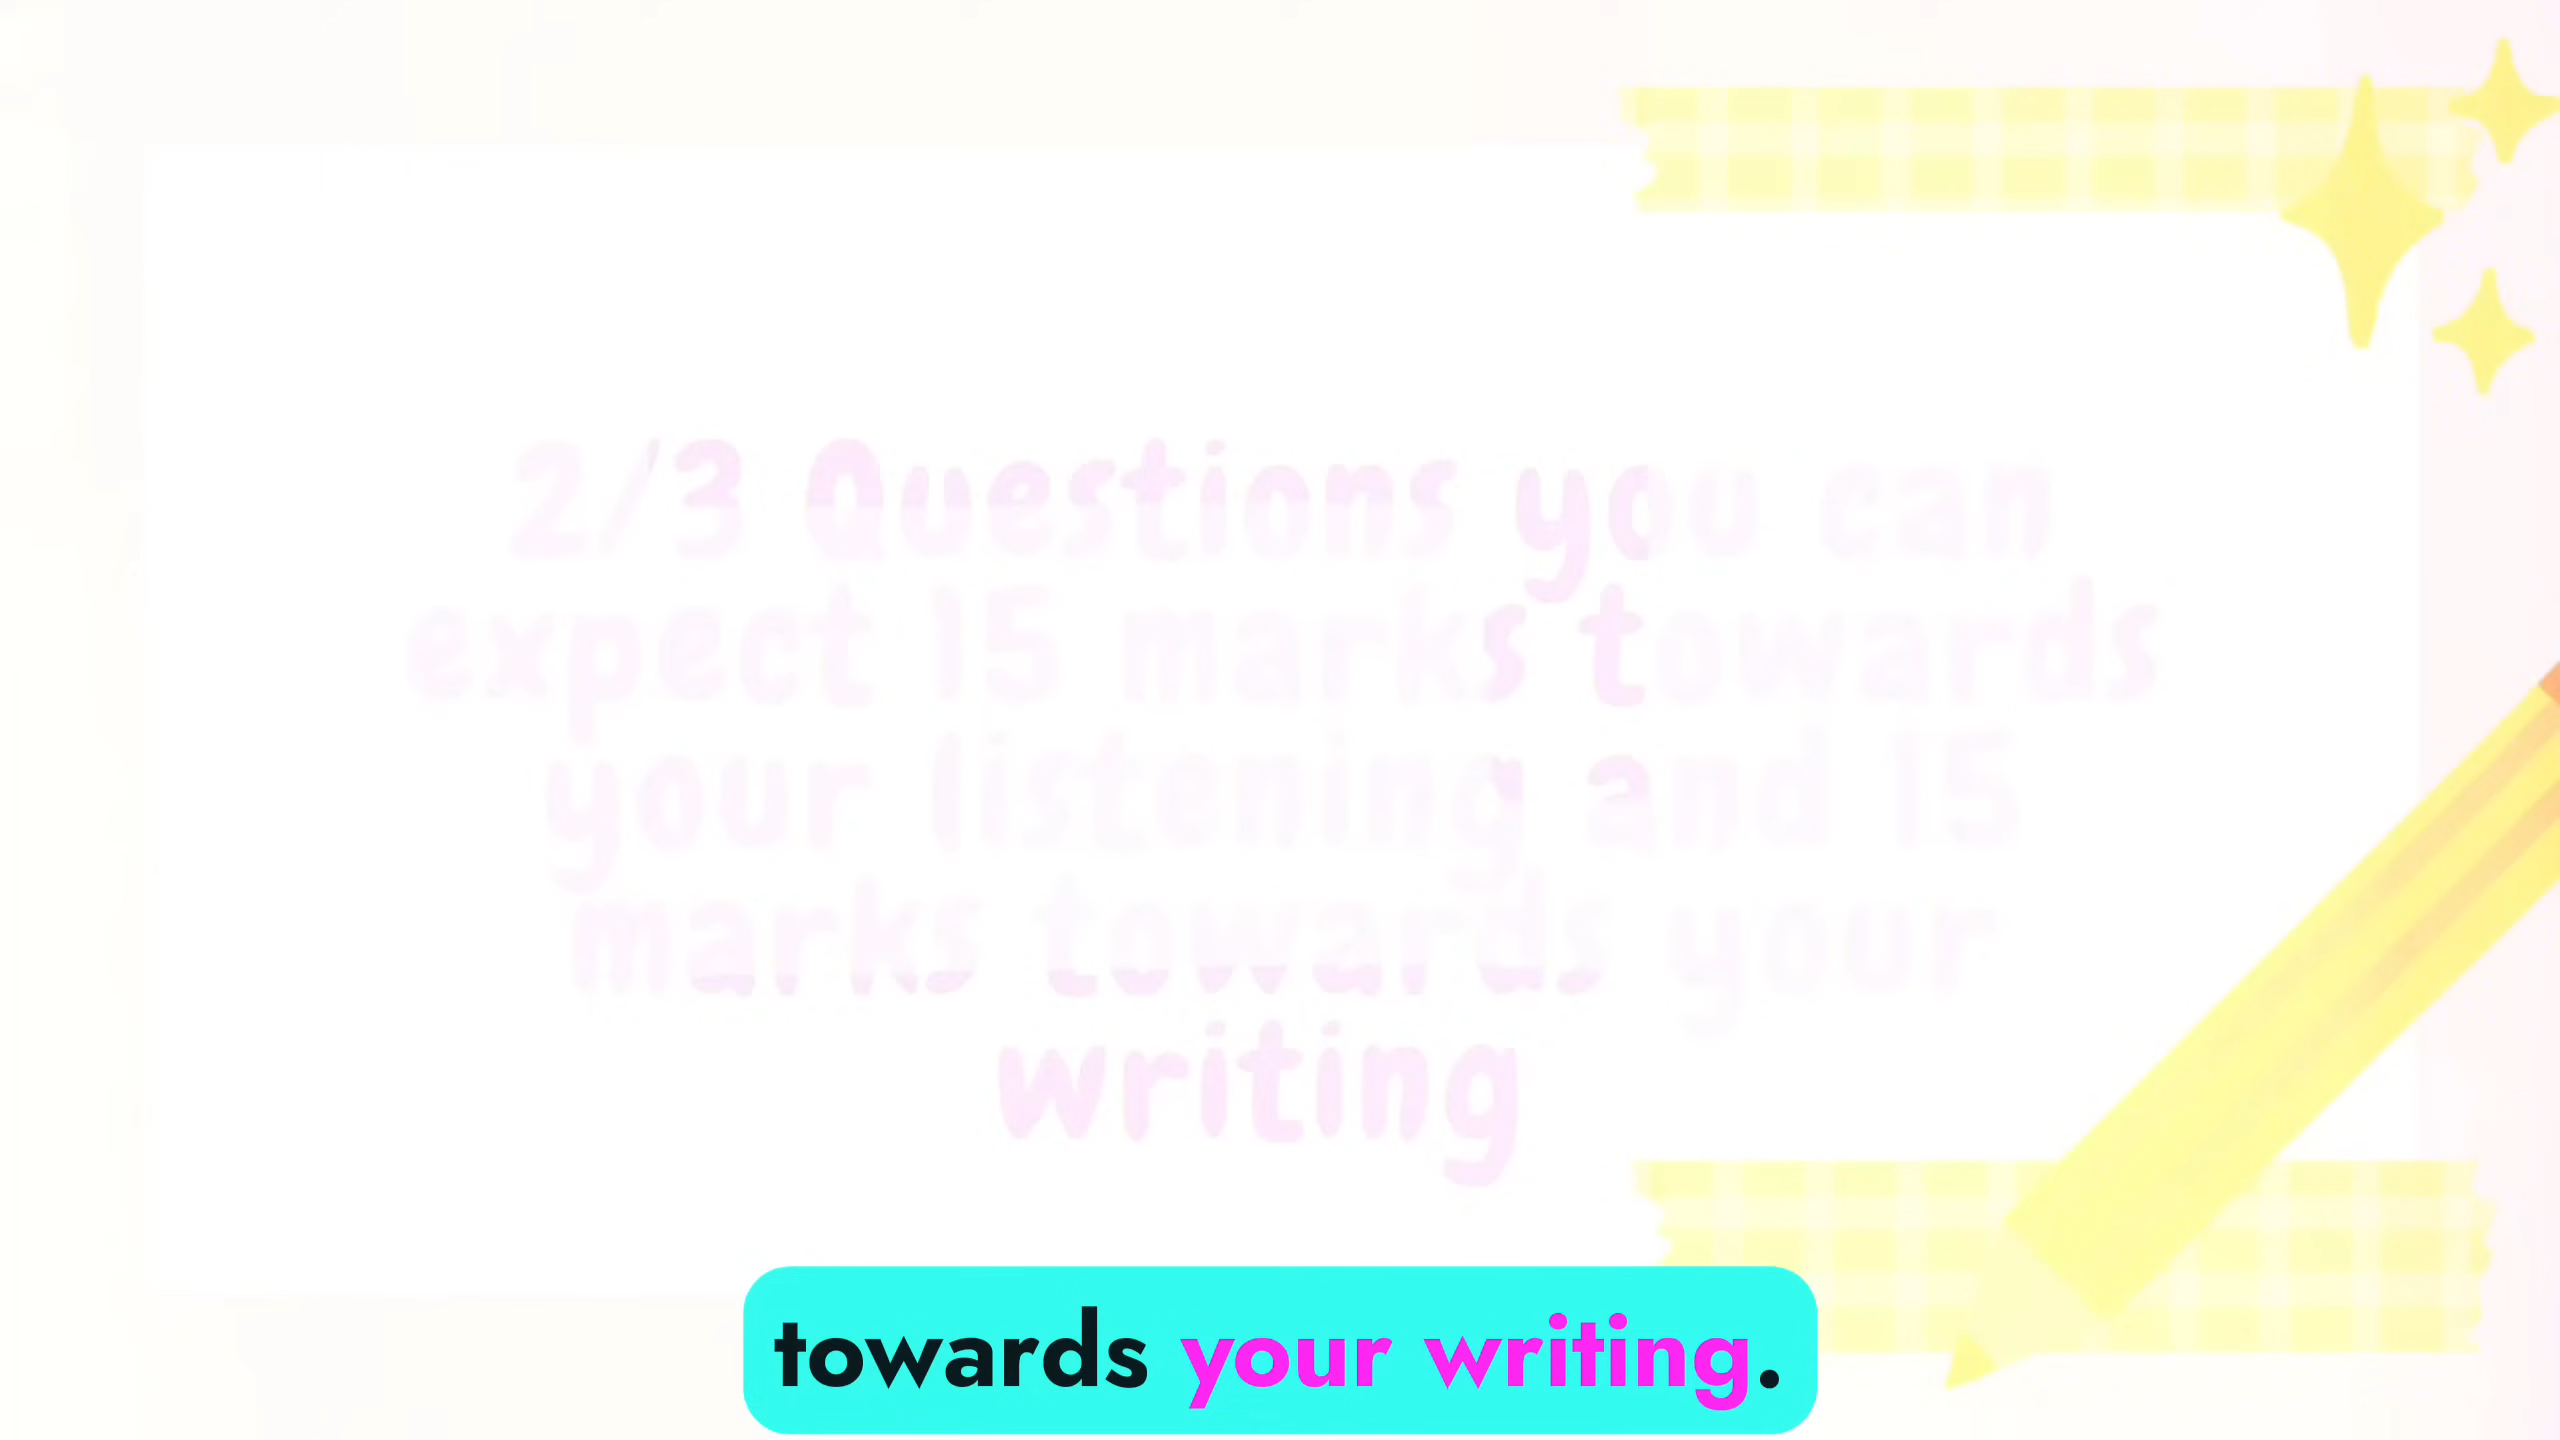 2/3 Questions you can
expect 15 marks towards
your listening and 15
marks towards your
writing
towards your writing.